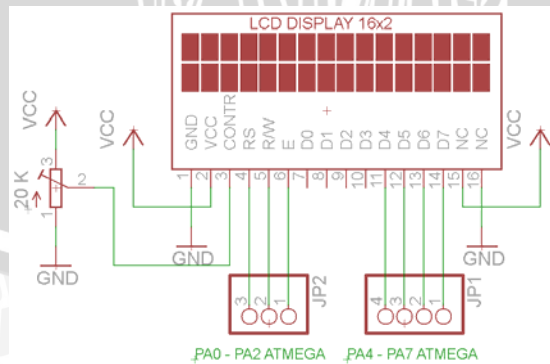 LCD DISPLAY 16x2
GND
VCC
CONTR
RS
R/W
E
D0
D1
D2
D3
D4
D5
D6
D7
NC
NC
1
2
3
4
5
6
7
8
9
10
11
12
13
14
15
16
VCC
VCC
VCC
20 K
3
2
1
GND
GND
GND
3
2
1
JP2
4
3
2
1
JP1
PA0 - PA2 ATMEGA
PA4 - PA7 ATMEGA